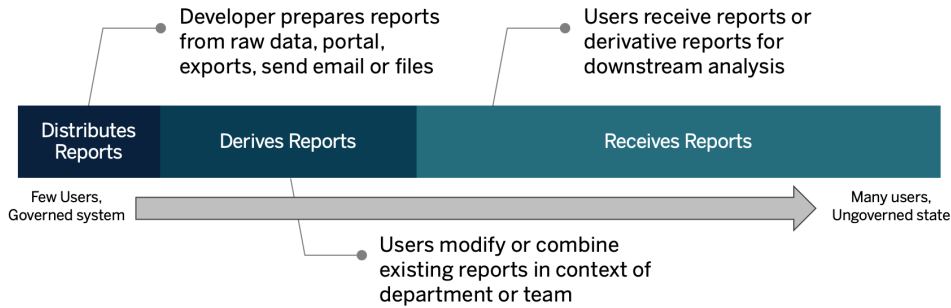 Developer prepares reports
from raw data, portal,
exports, send email or files
Users receive reports or
derivative reports for
downstream analysis
Distributes
Reports
Derives Reports
Receives Reports
Few Users,
Governed system
Many users,
Ungoverned state
Users modify or combine
existing reports in context of
department or team